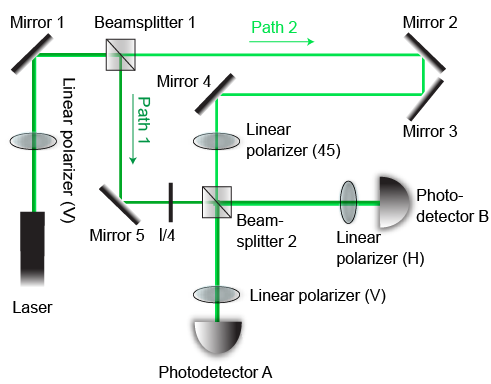 Mirror 1
Beamsplitter 1
Path 2
Mirror 2
Linear polarizer (V)
Path 1
Mirror 4
Mirror 3
Linear
polarizer (45)
Mirror 5
l/4
Beam-
splitter 2
Photo-
detector B
Linear
polarizer (H)
Laser
Linear polarizer (V)
Photodetector A